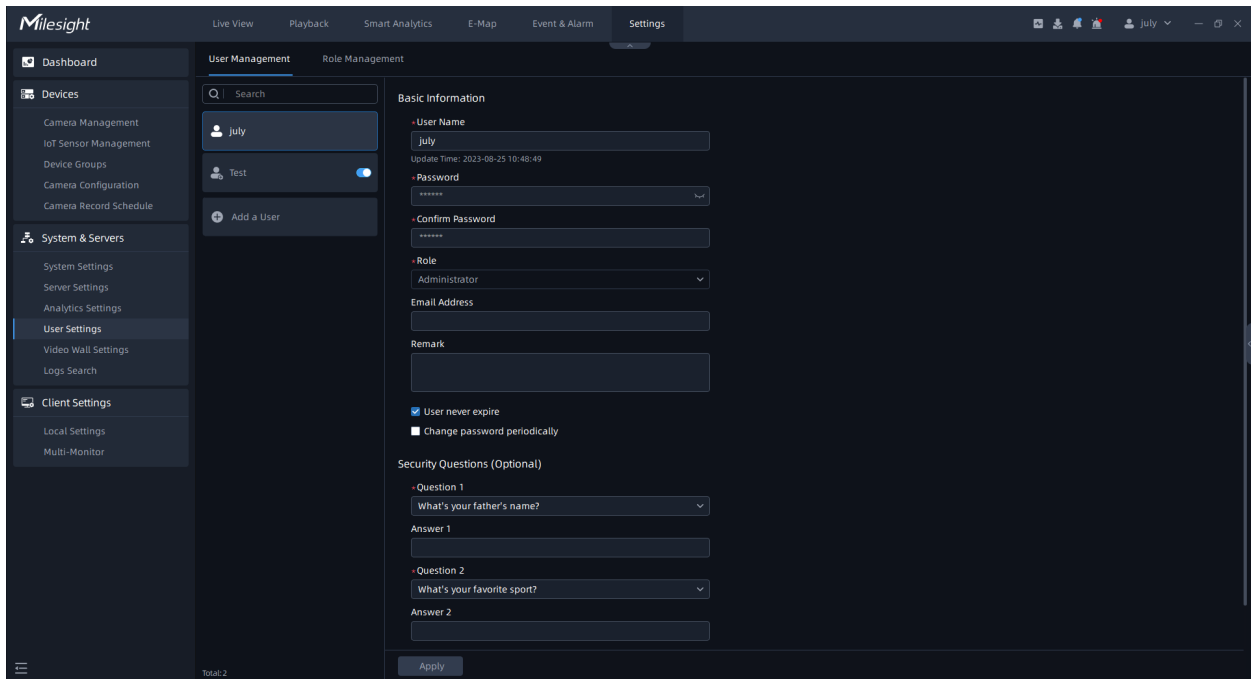 Milesight
Live View Playback Smart Analytics E-Map Event & Alarm Settings july
Dashboard
Devices
Camera Management
IoT Sensor Management
Device Groups
Camera Configuration
Camera Record Schedule
System & Servers
System Settings
Server Settings
Analytics Settings
User Settings
Video Wall Settings
Logs Search
Client Settings
Local Settings
Multi-Monitor
User Management Role Management
Search
july
Test
Add a User
Total:2
Basic Information
*User Name
july
Update Time: 2023-08-25 10:48:49
*Password
******
*Confirm Password
******
*Role
Administrator
Email Address
Remark
User never expire
Change password periodically
Security Questions (Optional)
*Question 1
What's your father's name?
Answer 1
*Question 2
What's your favorite sport?
Answer 2
Apply